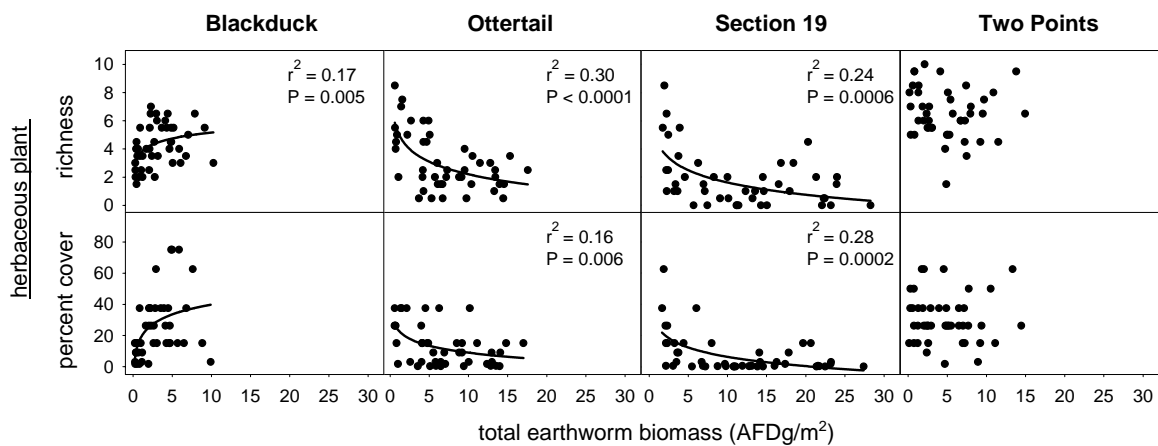 Blackduck Ottertail Section 19 Two Points
herbaceous plant
richness
10
8
6
4
2
0
r² = 0.17
P = 0.005
r² = 0.30
P < 0.0001
r² = 0.24
P = 0.0006
percent cover
80
60
40
20
0
r² = 0.16
P = 0.006
r² = 0.28
P = 0.0002
0 5 10 15 20 25 30 0 5 10 15 20 25 30 0 5 10 15 20 25 30 0 5 10 15 20 25 30
total earthworm biomass (AFDg/m²)